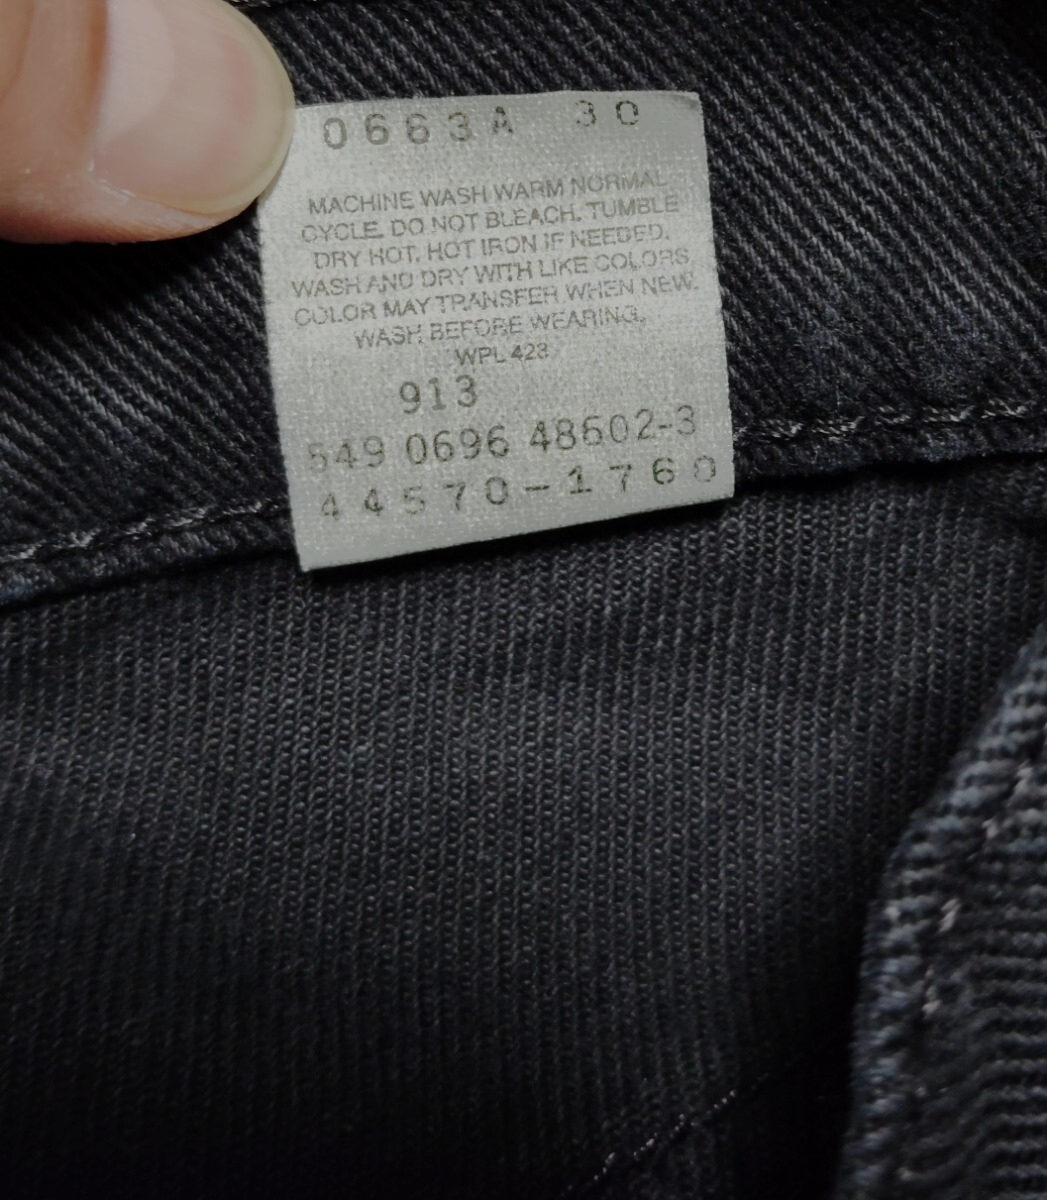 0663A 30
MACHINE WASH WARM NORMAL
CYCLE. DO NOT BLEACH. TUMBLE
DRY HOT. HOT IRON IF NEEDED.
WASH AND DRY WITH LIKE COLORS.
COLOR MAY TRANSFER WHEN NEW.
WASH BEFORE WEARING.
WPL 423
913
549 0696 48602-3
44570-1760